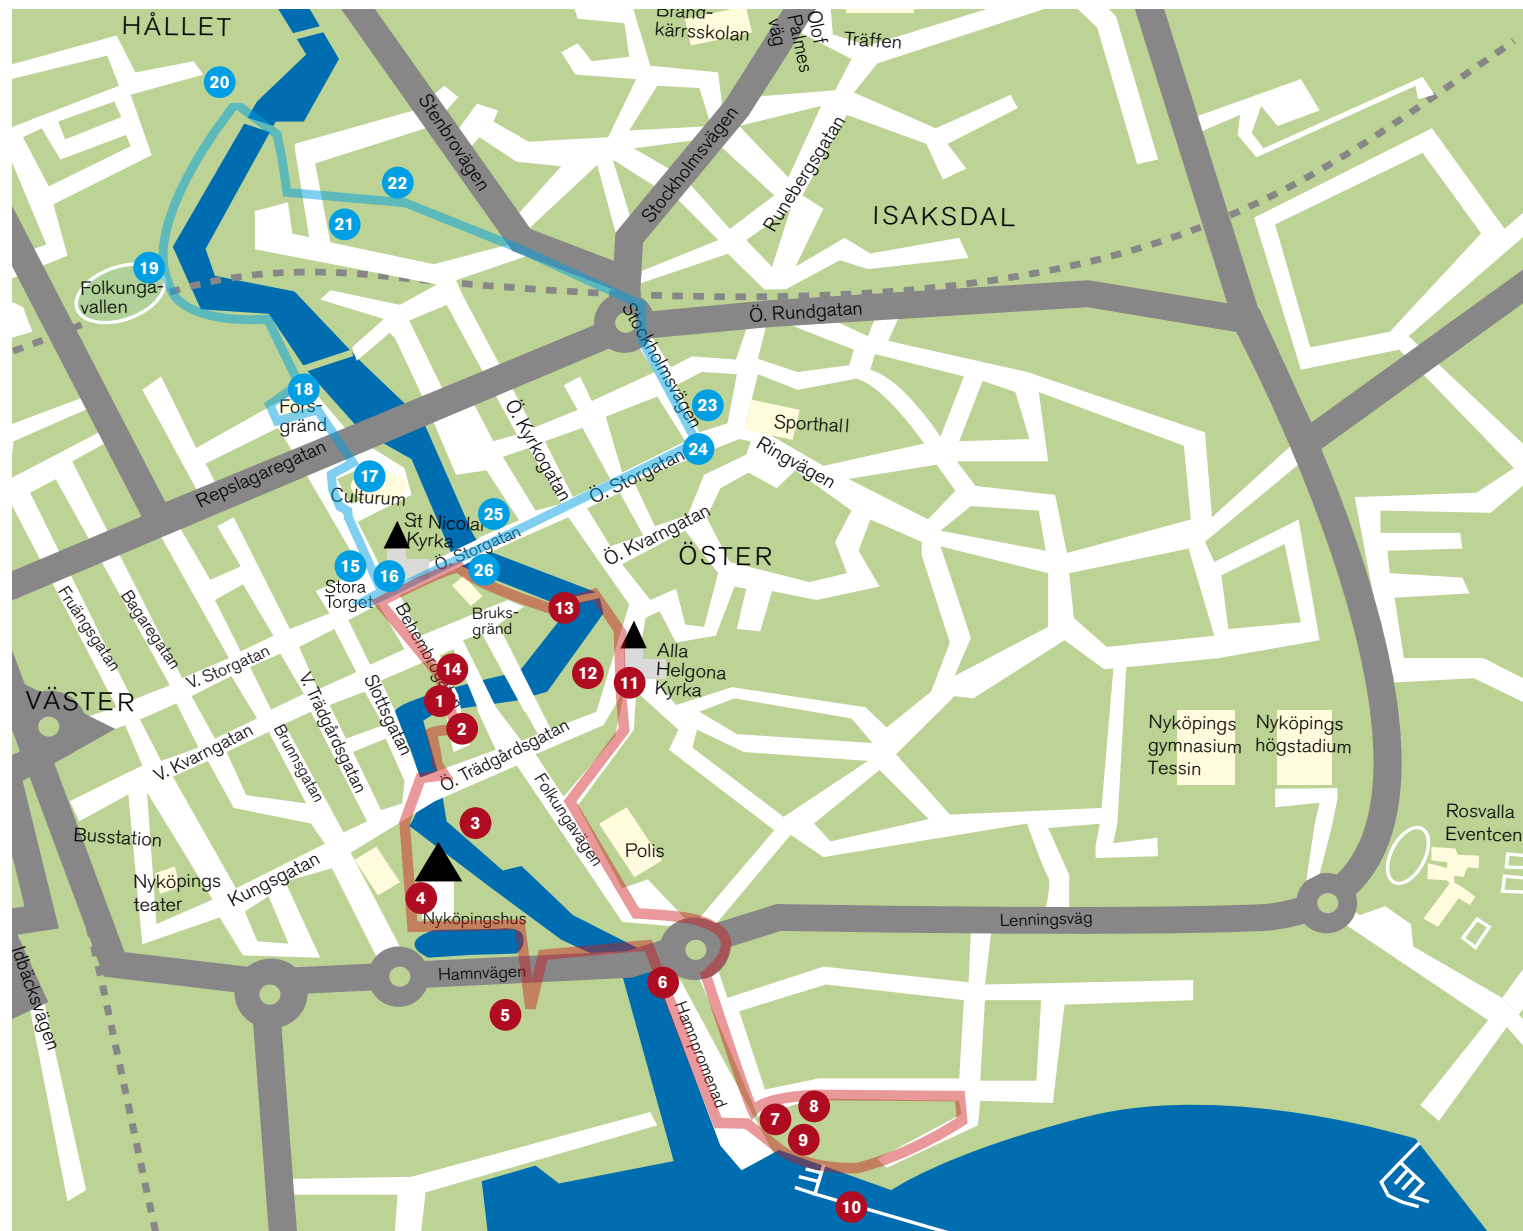 HÅLLET
Brand-
kärrsskolan
Olof
Palmes
väg
Träffen
20
Stenbrovägen
Stockholmsvägen
Runebergsgatan
22
21
ISAKSDAL
19
Folkunga-
vallen
Stockholmsvägen
Ö. Rundgatan
18
Fors-
gränd
23
Sporthall
24
Ringvägen
Ö. Kyrkogatan
Repslagaregatan
17
Culturum
Ö. Storgatan
25
St Nicolai
Kyrka
Ö. Storgatan
Ö. Kvarngatan
ÖSTER
15
16
26
Stora
Torget
Fruängsgatan
Bagaregatan
Behembrogatan
Bruks-
gränd
13
V. Storgatan
14
12
11
Alla
Helgona
Kyrka
VÄSTER
V. Trädgårdsgatan
Slottsgatan
1
2
V. Kvarngatan
Brunnsgatan
Ö. Trädgårdsgatan
Nyköpings
gymnasium
Tessin
Nyköpings
högstadium
Folkungavägen
3
Busstation
Polis
Rosvalla
Eventcen
Nyköpings
teater
Kungsgatan
4
Nyköpingshus
Lenningsväg
Idbäcksvägen
Hamnvägen
5
6
Hamnpromenad
7
8
9
10